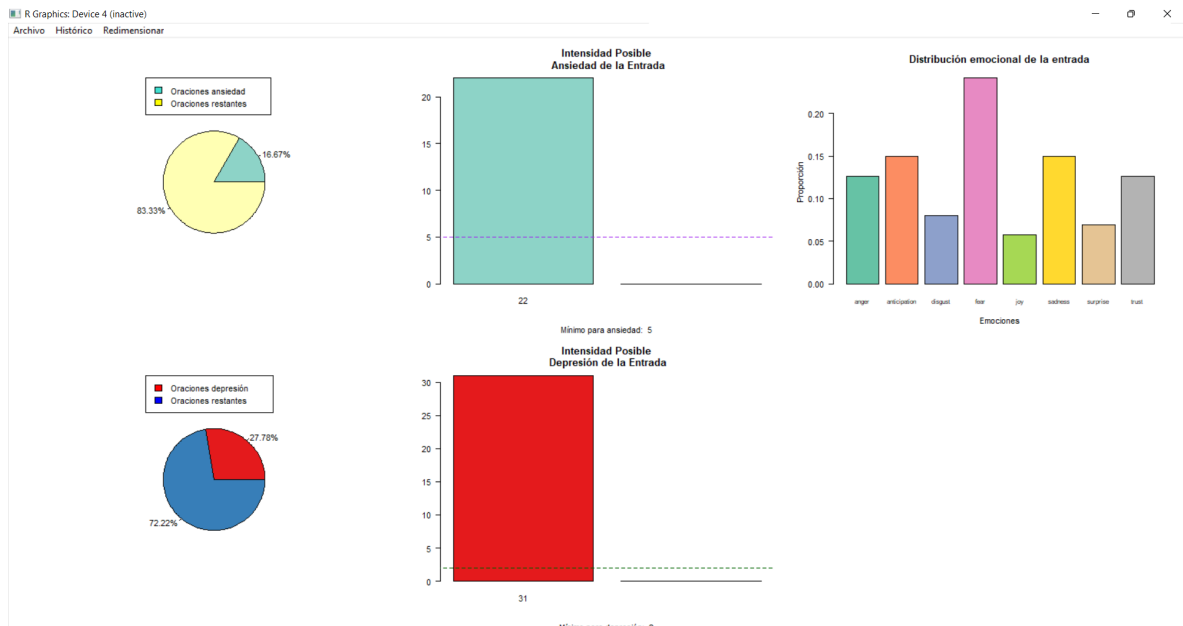 R Graphics: Device 4 (inactive)
Archivo Histórico Redimensionar
Oraciones ansiedad
Oraciones restantes
16.67%
83.33%
Intensidad Posible
Ansiedad de la Entrada
20
15
10
5
0
22
Mínimo para ansiedad: 5
Distribución emocional de la entrada
Proporción
0.20
0.15
0.10
0.05
0.00
anger anticipation disgust fear joy sadness surprise trust
Emociones
Oraciones depresión
Oraciones restantes
27.78%
72.22%
Intensidad Posible
Depresión de la Entrada
30
25
20
15
10
5
0
31